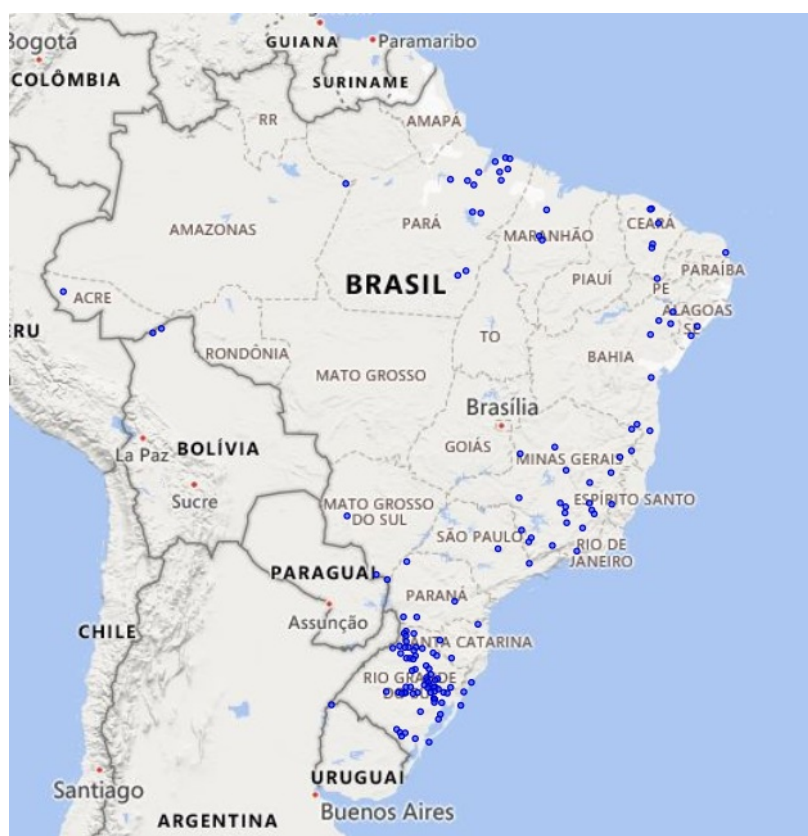 Bogotá
COLÔMBIA
GUIANA
Paramaribo
SURINAME
RR
AMAPÁ
AMAZONAS
PARÁ
MARANHÃO
CEARÁ
BRASIL
PIAUÍ
PARAÍBA
PE
ALAGOAS
SE
ACRE
ERU
RONDÔNIA
TO
MATO GROSSO
BAHIA
Brasília
GOIÁS
La Paz
BOLÍVIA
MINAS GERAIS
Sucre
MATO GROSSO
DO SUL
ESPÍRITO SANTO
SÃO PAULO
RIO DE
JANEIRO
PARAGUAI
PARANÁ
Assunção
CHILE
SANTA CATARINA
RIO GRANDE
DO SUL
URUGUAI
Santiago
Buenos Aires
ARGENTINA